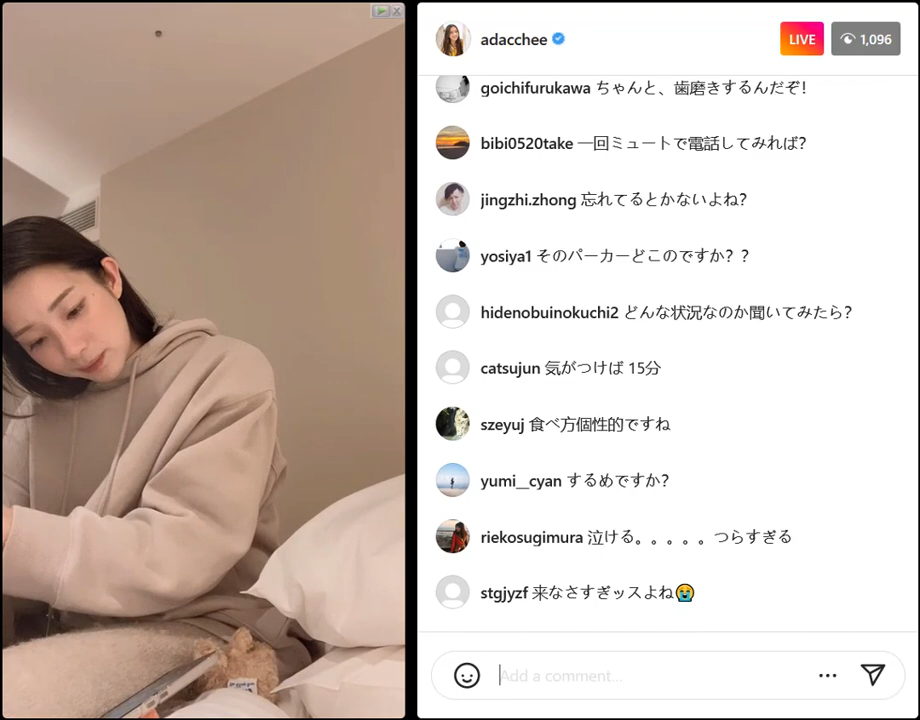 adacchee
LIVE
1,096
goichifurukawa ちゃんと、歯磨きするんだぞ!
bibi0520take 一回ミュートで電話してみれば?
jingzhi.zhong 忘れてるとかないよね?
yosiya1 そのパーカーどこのですか？？
hidenobuinokuchi2 どんな状況なのか聞いてみたら?
catsujun 気がつけば 15分
szeyuj 食べ方個性的ですね
yumi__cyan するめですか?
riekosugimura 泣ける。。。。。つらすぎる
stgjyzf 来なさすぎッスよね😭
Add a comment...